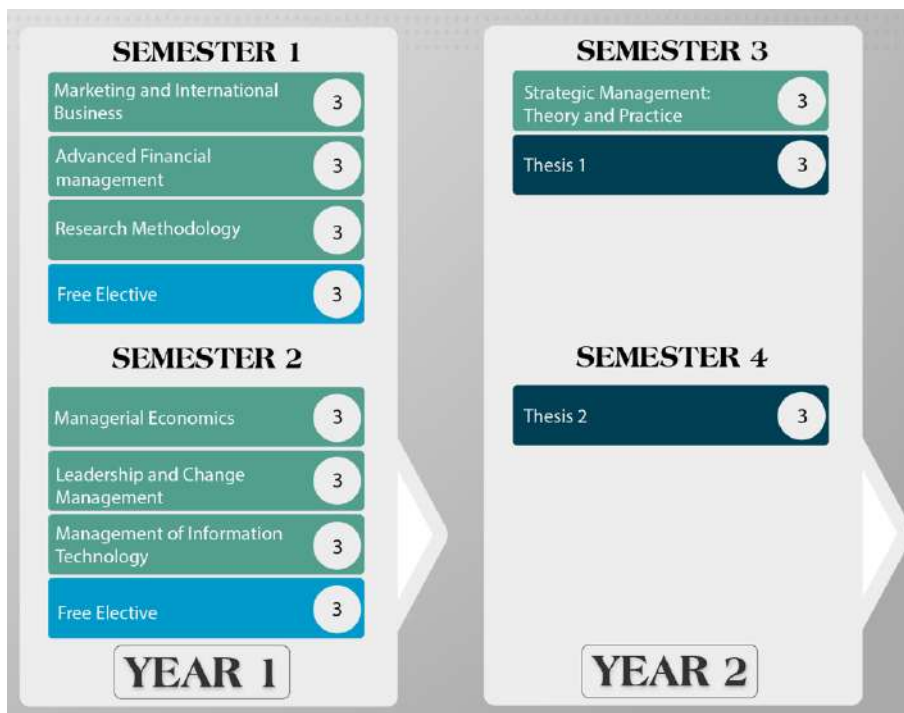 SEMESTER 1
Marketing and International
Business
3
Advanced Financial
management
3
Research Methodology
3
Free Elective
3
SEMESTER 2
Managerial Economics
3
Leadership and Change
Management
3
Management of Information
Technology
3
Free Elective
3
YEAR 1
SEMESTER 3
Strategic Management:
Theory and Practice
3
Thesis 1
3
SEMESTER 4
Thesis 2
3
YEAR 2